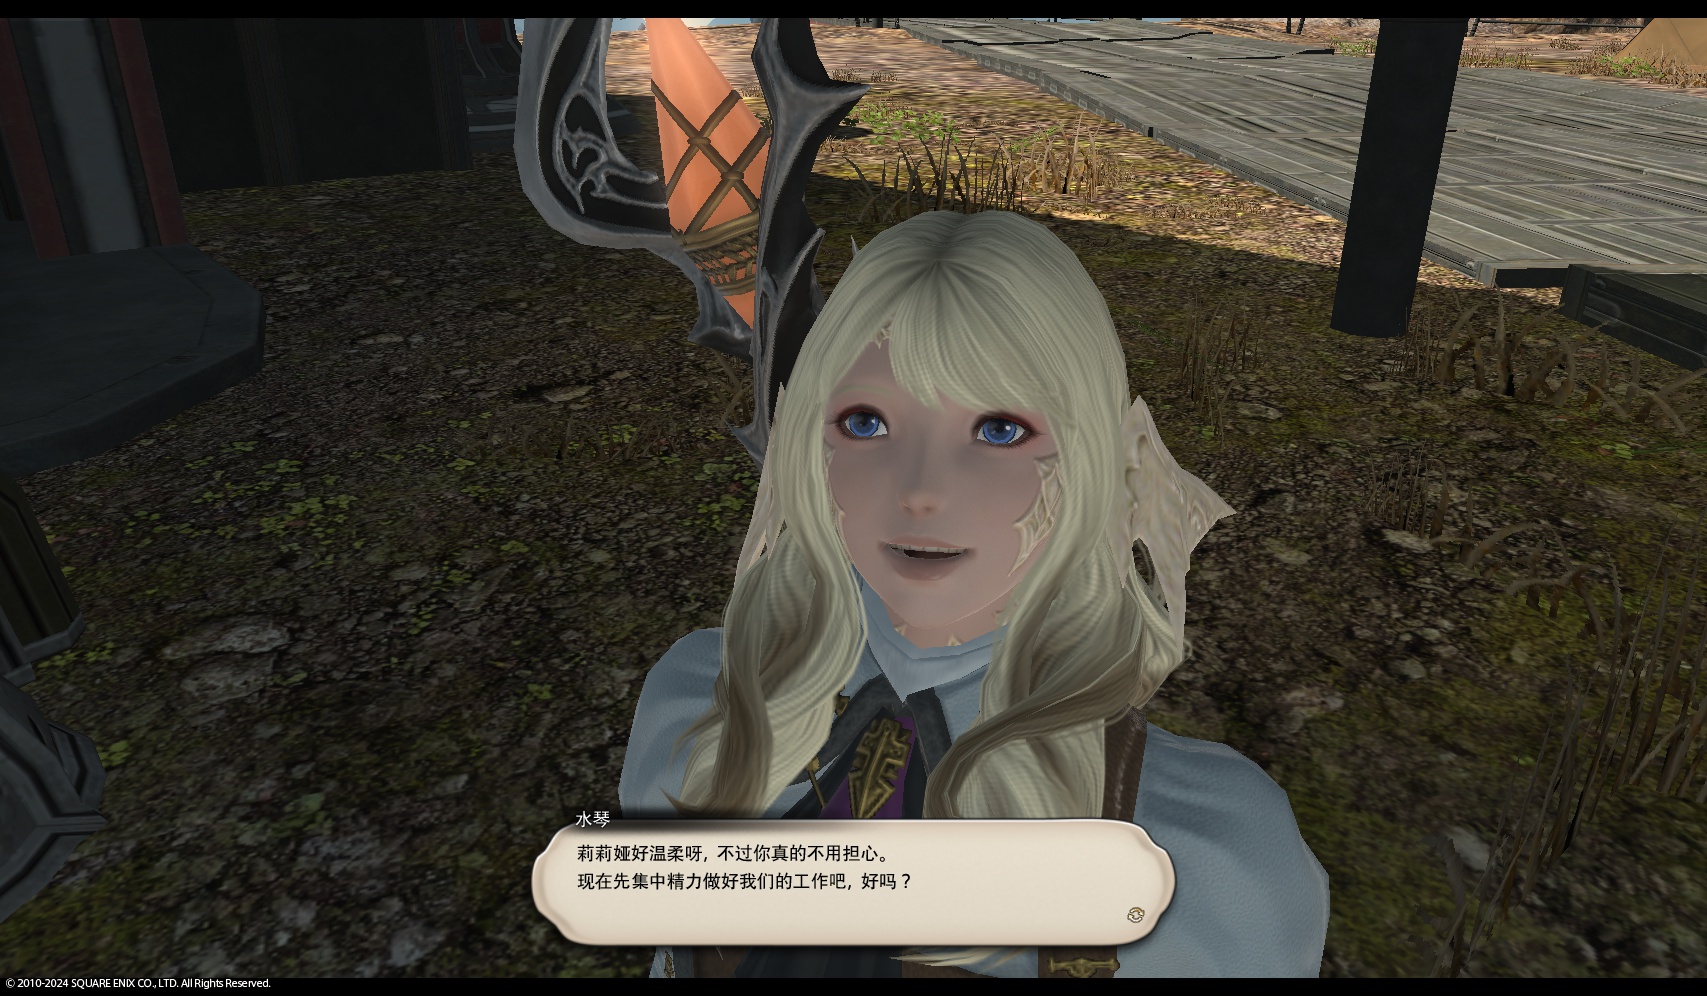 水琴
莉莉娅好温柔呀，不过你真的不用担心。
现在先集中精力做好我们的工作吧，好吗？
© 2010-2024 SQUARE ENIX CO., LTD. All Rights Reserved.